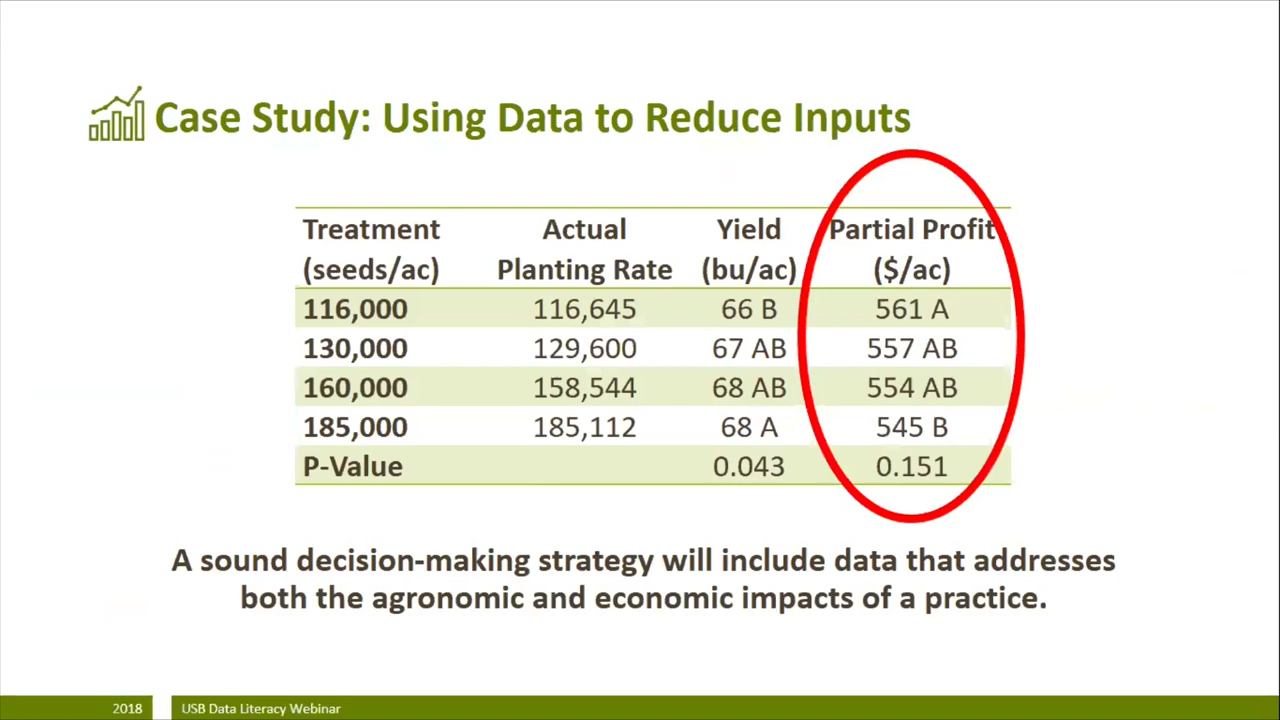 Case Study: Using Data to Reduce Inputs
Treatment (seeds/ac) Actual Planting Rate Yield (bu/ac) Partial Profit ($/ac)
116,000 116,645 66 B 561 A
130,000 129,600 67 AB 557 AB
160,000 158,544 68 AB 554 AB
185,000 185,112 68 A 545 B
P-Value 0.043 0.151
A sound decision-making strategy will include data that addresses
both the agronomic and economic impacts of a practice.
2018 USB Data Literacy Webinar